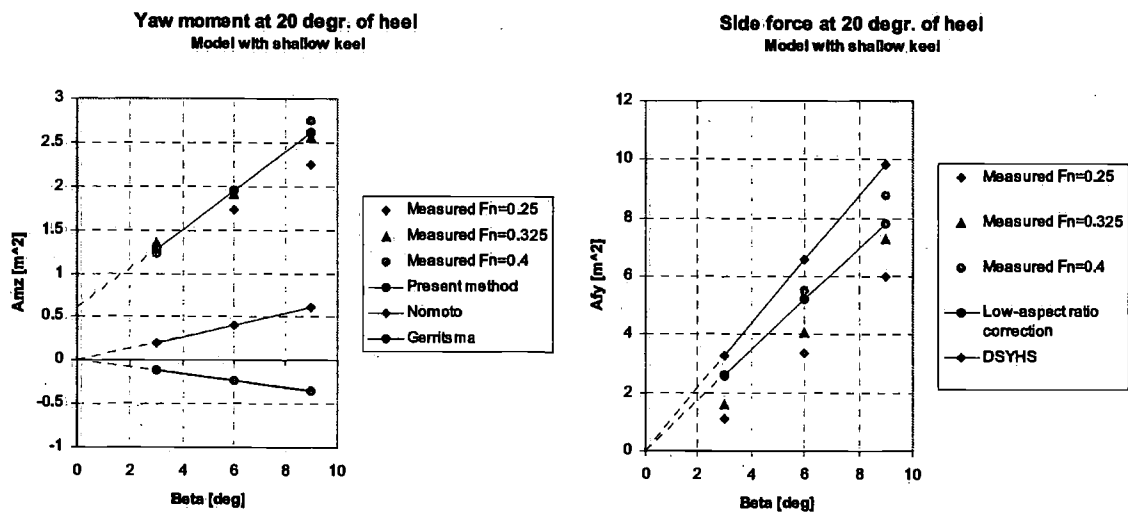 Yaw moment at 20 degr. of heel
Model with shallow keel
Amz [m^2]
3
2.5
2
1.5
1
0.5
0
-0.5
-1
0
2
4
6
8
10
Beta [deg]
Measured Fn=0.25
Measured Fn=0.325
Measured Fn=0.4
Present method
Nomoto
Gerritsma
Side force at 20 degr. of heel
Model with shallow keel
Afy [m^2]
12
10
8
6
4
2
0
0
2
4
6
8
10
Beta [deg]
Measured Fn=0.25
Measured Fn=0.325
Measured Fn=0.4
Low-aspect ratio
correction
DSYHS